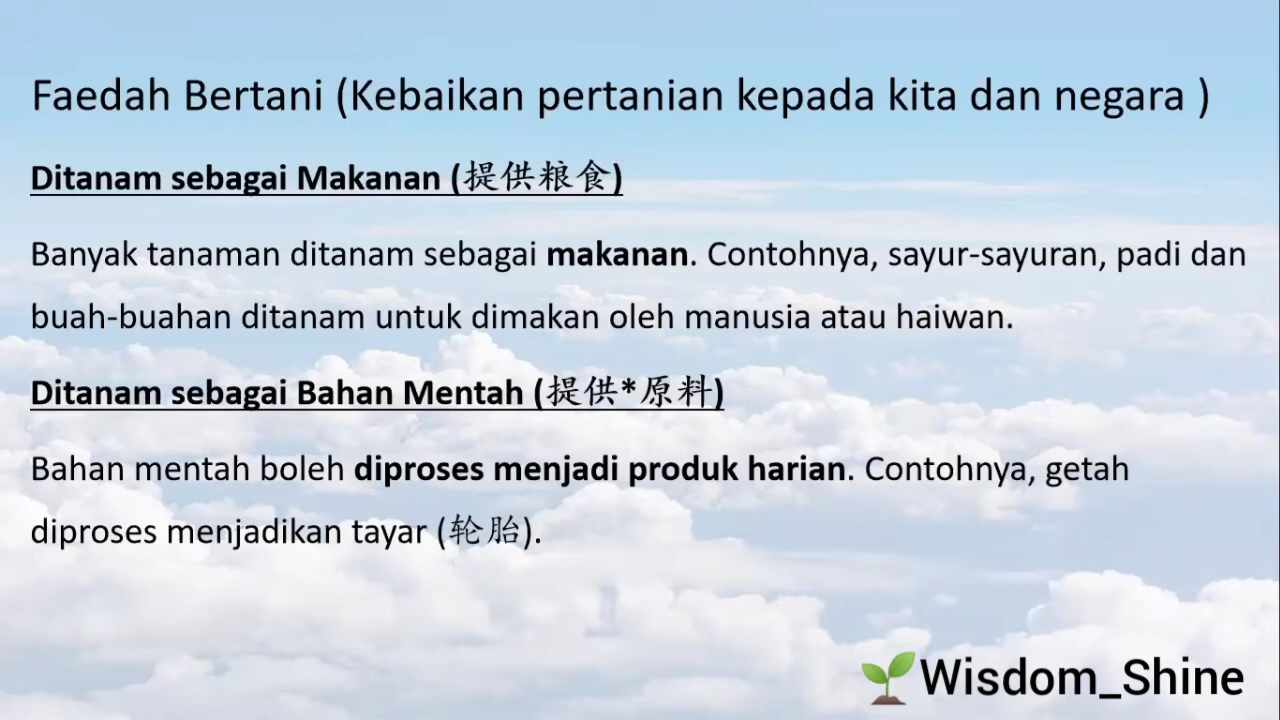 Faedah Bertani (Kebaikan pertanian kepada kita dan negara )
Ditanam sebagai Makanan (提供粮食)
Banyak tanaman ditanam sebagai makanan. Contohnya, sayur-sayuran, padi dan
buah-buahan ditanam untuk dimakan oleh manusia atau haiwan.
Ditanam sebagai Bahan Mentah (提供*原料)
Bahan mentah boleh diproses menjadi produk harian. Contohnya, getah
diproses menjadikan tayar (轮胎).
Wisdom_Shine